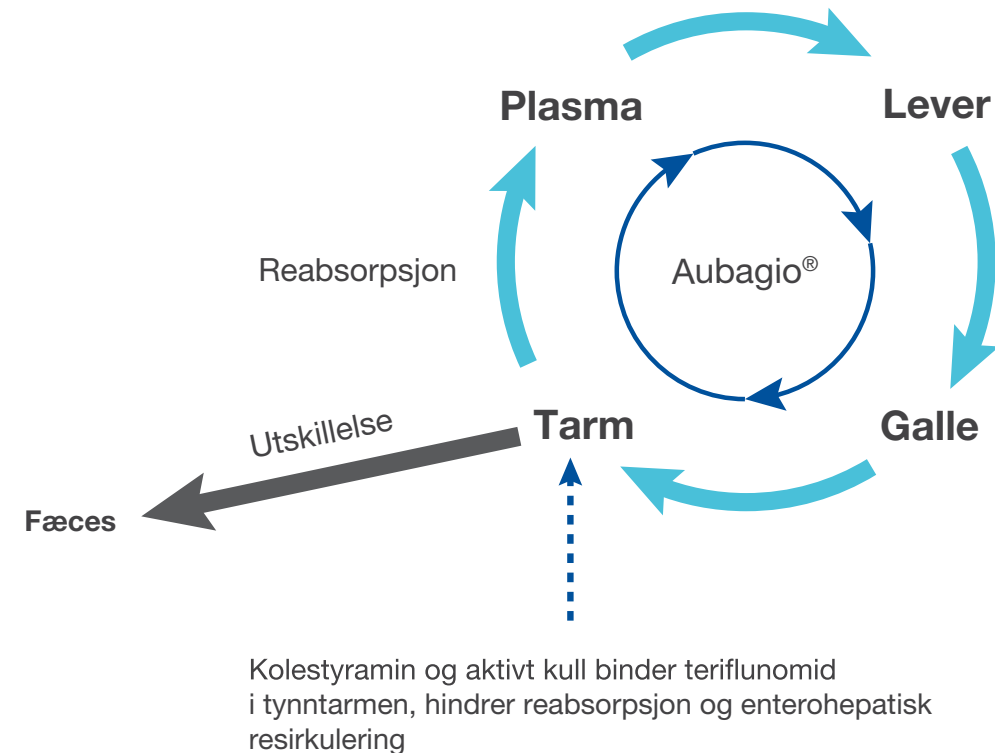 Plasma
Lever
Reabsorpsjon
Aubagio®
Utskillelse
Tarm
Galle
Fæces
Kolestyramin og aktivt kull binder teriflunomid
i tynntarmen, hindrer reabsorpsjon og enterohepatisk
resirkulering